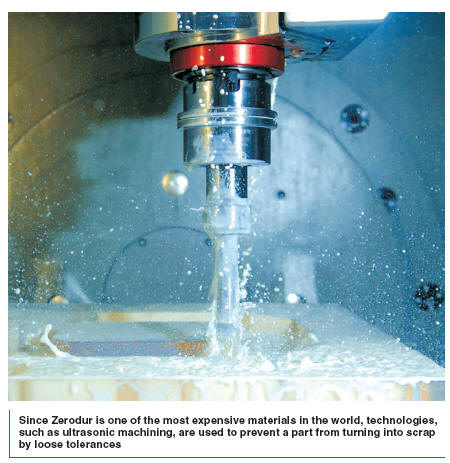 Since Zerodur is one of the most expensive materials in the world, technologies,
such as ultrasonic machining, are used to prevent a part from turning into scrap
by loose tolerances